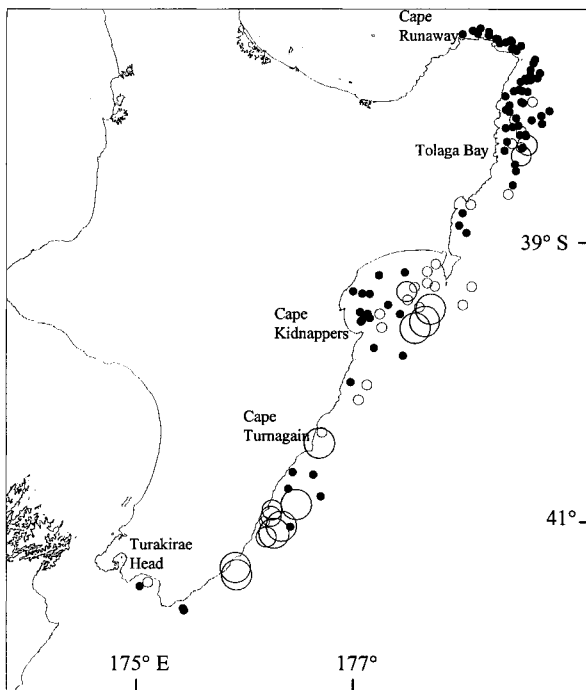 Cape
Runaway
Tolaga Bay
39° S
Cape
Kidnappers
Cape
Turnagain
41°
Turakirae
Head
175° E
177°